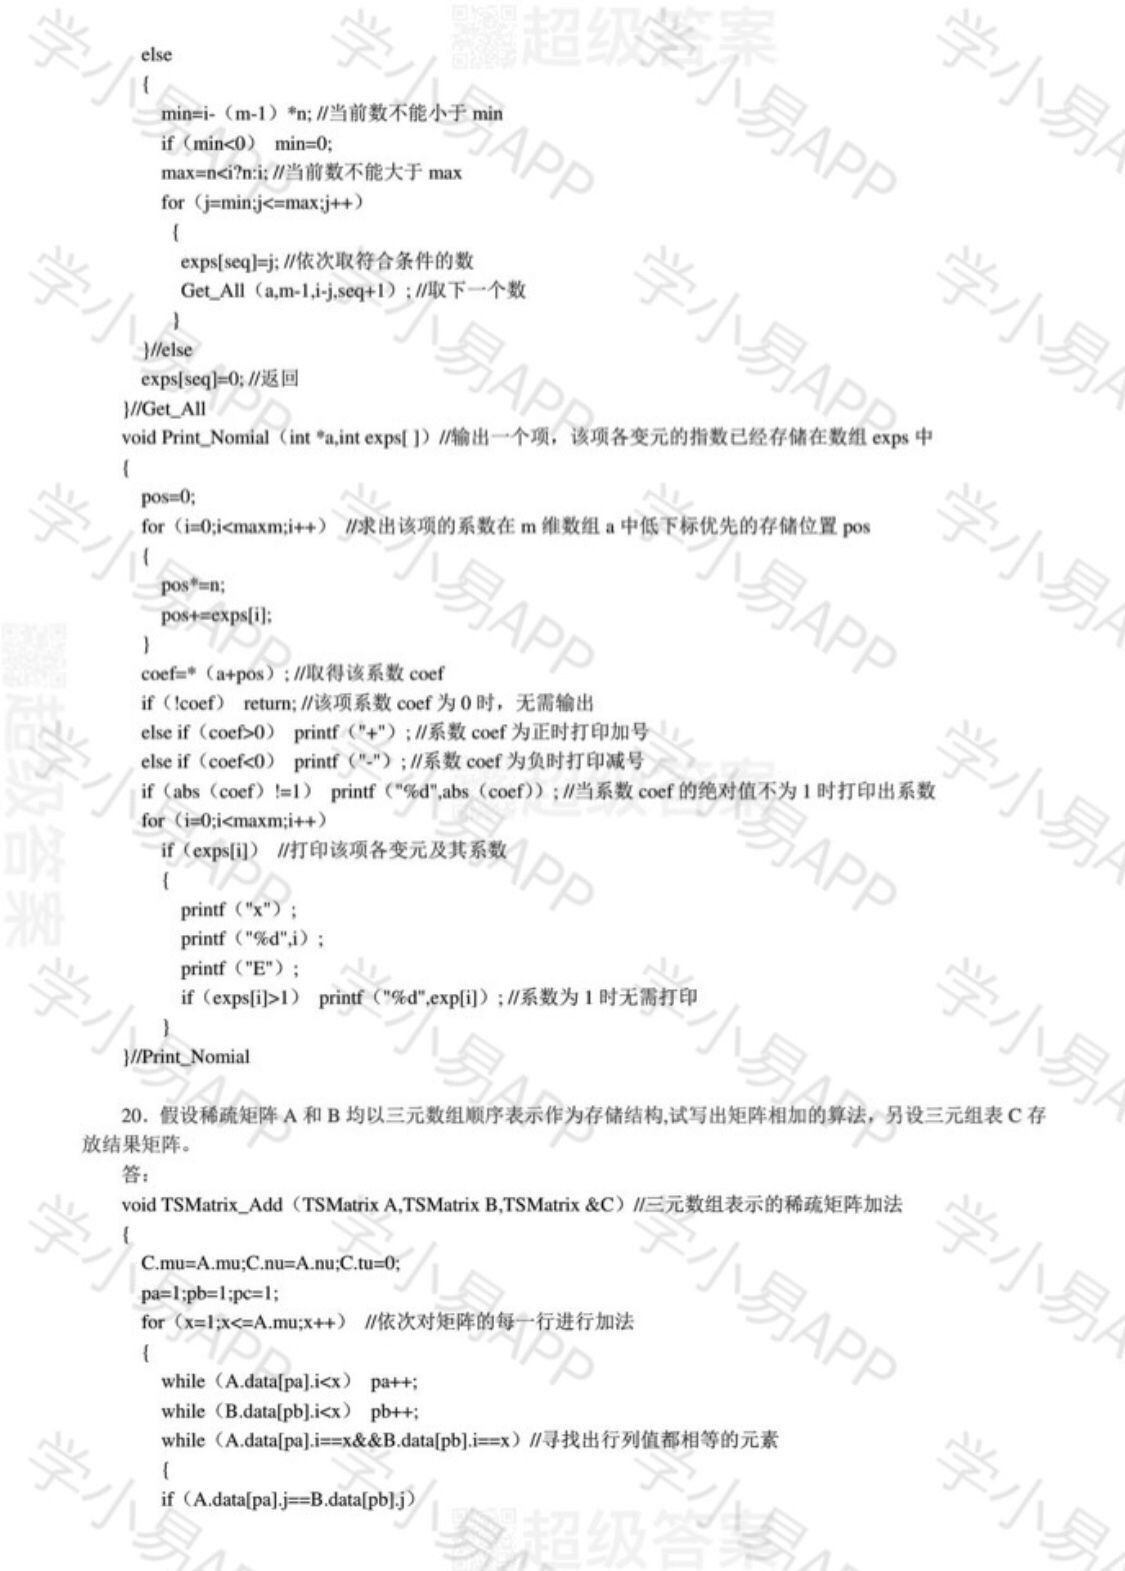 else
{
min=i-（m-1）*n; //当前数不能小于 min
if（min<0） min=0;
max=n<i?n:i; //当前数不能大于 max
for（j=min;j<=max;j++）
{
exps[seq]=j; //依次取符合条件的数
Get_All（a,m-1,i-j,seq+1）; //取下一个数
}
}//else
exps[seq]=0; //返回
}//Get_All
void Print_Nomial（int *a,int exps[ ]）//输出一个项，该项各变元的指数已经存储在数组 exps 中
{
pos=0;
for（i=0;i<maxm;i++） //求出该项的系数在 m 维数组 a 中低下标优先的存储位置 pos
{
pos*=n;
pos+=exps[i];
}
coef=*（a+pos）; //取得该系数 coef
if（!coef） return; //该项系数 coef 为 0 时，无需输出
else if（coef>0） printf（"+"）; //系数 coef 为正时打印加号
else if（coef<0） printf（"-"）; //系数 coef 为负时打印减号
if（abs（coef）!=1） printf（"%d",abs（coef））; //当系数 coef 的绝对值不为 1 时打印出系数
for（i=0;i<maxm;i++）
if（exps[i]） //打印该项各变元及其系数
{
printf（"x"）;
printf（"%d",i）;
printf（"E"）;
if（exps[i]>1） printf（"%d",exp[i]）; //系数为 1 时无需打印
}
}//Print_Nomial
20．假设稀疏矩阵 A 和 B 均以三元数组顺序表示作为存储结构,试写出矩阵相加的算法，另设三元组表 C 存
放结果矩阵。
答：
void TSMatrix_Add（TSMatrix A,TSMatrix B,TSMatrix &C）//三元数组表示的稀疏矩阵加法
{
C.mu=A.mu;C.nu=A.nu;C.tu=0;
pa=1;pb=1;pc=1;
for（x=1;x<=A.mu;x++） //依次对矩阵的每一行进行加法
{
while（A.data[pa].i<x） pa++;
while（B.data[pb].i<x） pb++;
while（A.data[pa].i==x&&B.data[pb].i==x）//寻找出行列值都相等的元素
{
if（A.data[pa].j==B.data[pb].j）
学小易APP
超级答案